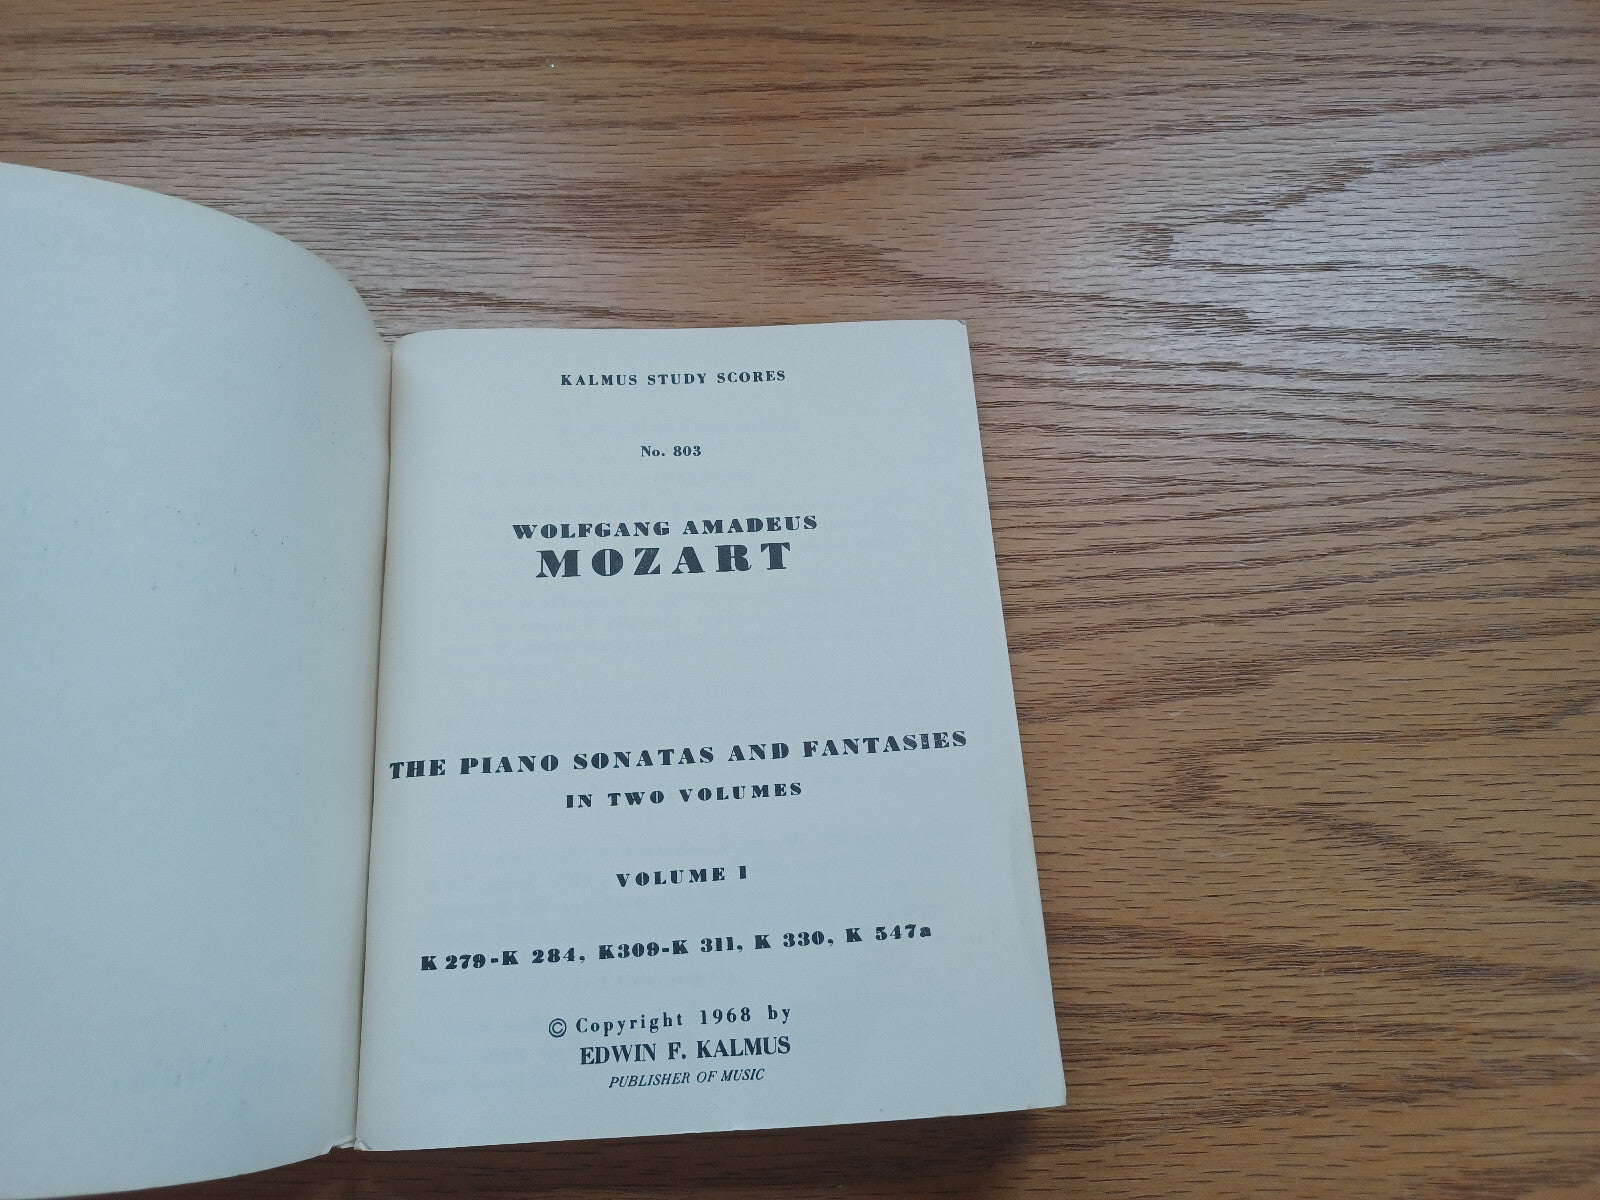 KALMUS STUDY SCORES
No. 803
WOLFGANG AMADEUS
MOZART
THE PIANO SONATAS AND FANTASIES
IN TWO VOLUMES
VOLUME I
K 279-K 284, K309-K 311, K 330, K 547a
© Copyright 1968 by
EDWIN F. KALMUS
PUBLISHER OF MUSIC